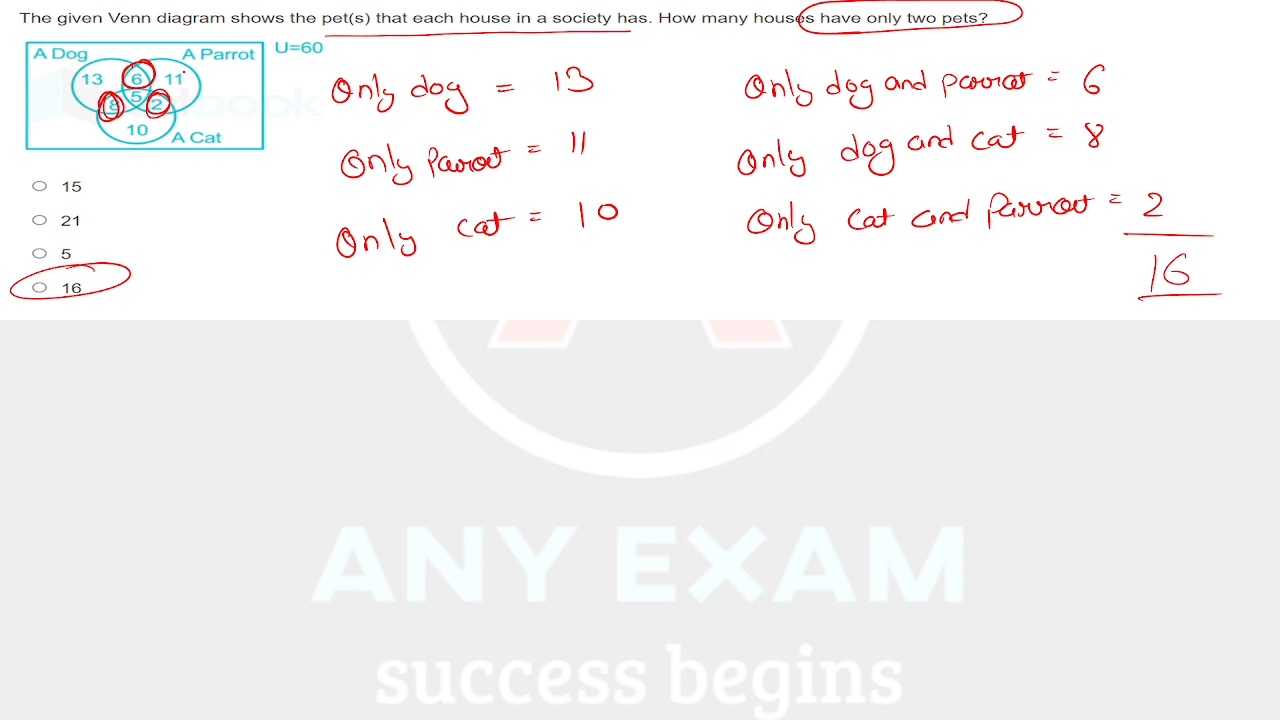 The given Venn diagram shows the pet(s) that each house in a society has. How many houses have only two pets?
A Dog A Parrot U=60
13 6 11
8 5 2
10 A Cat
15
21
5
16
Only dog = 13
Only Parrot = 11
Only cat = 10
Only dog and parrot = 6
Only dog and cat = 8
Only cat and Parrot = 2
16
ANY EXAM
success begins